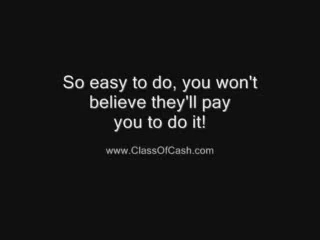 So easy to do, you won't
believe they'll pay
you to do it!
www.ClassOfCash.com